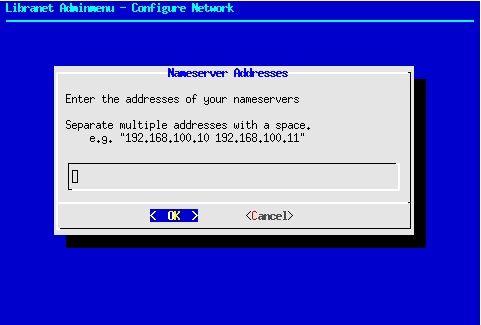 Libranet Adminmenu - Configure Network
Nameserver Addresses
Enter the addresses of your nameservers
Separate multiple addresses with a space.
e.g. "192.168.100.10 192.168.100.11"
< OK > <Cancel>